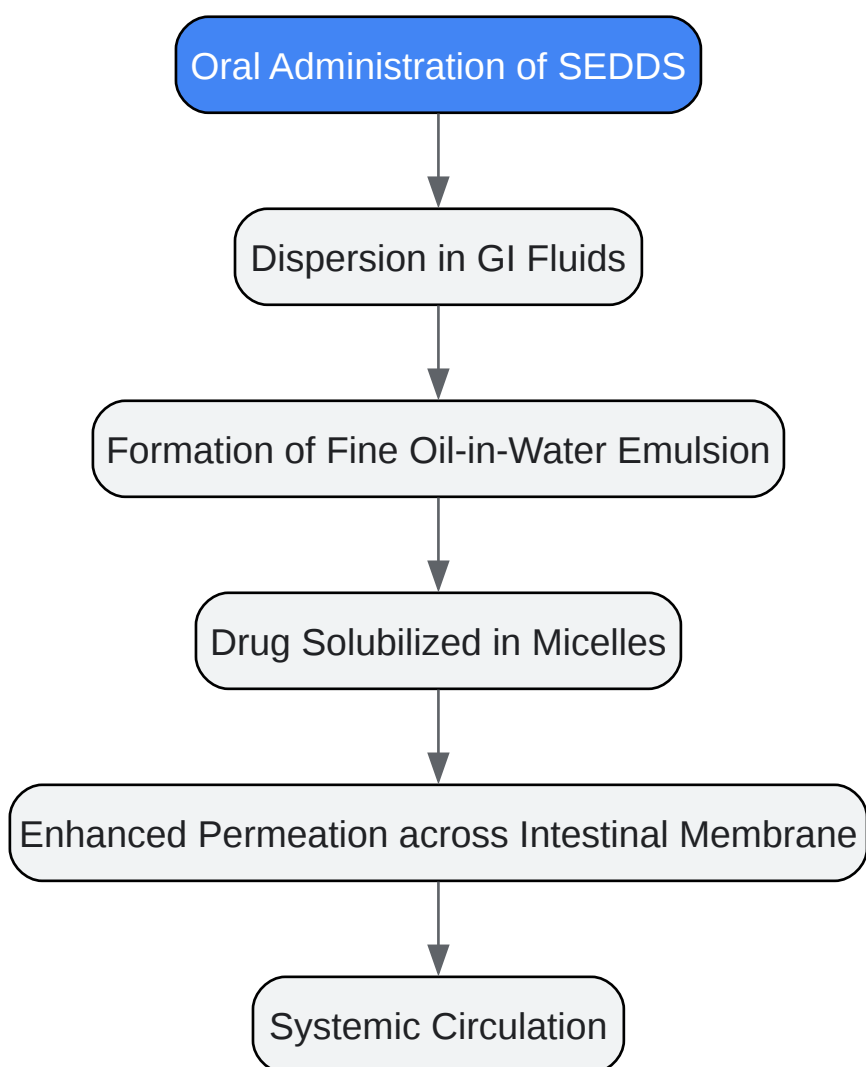 Oral Administration of SEDDS
Dispersion in GI Fluids
Formation of Fine Oil-in-Water Emulsion
Drug Solubilized in Micelles
Enhanced Permeation across Intestinal Membrane
Systemic Circulation